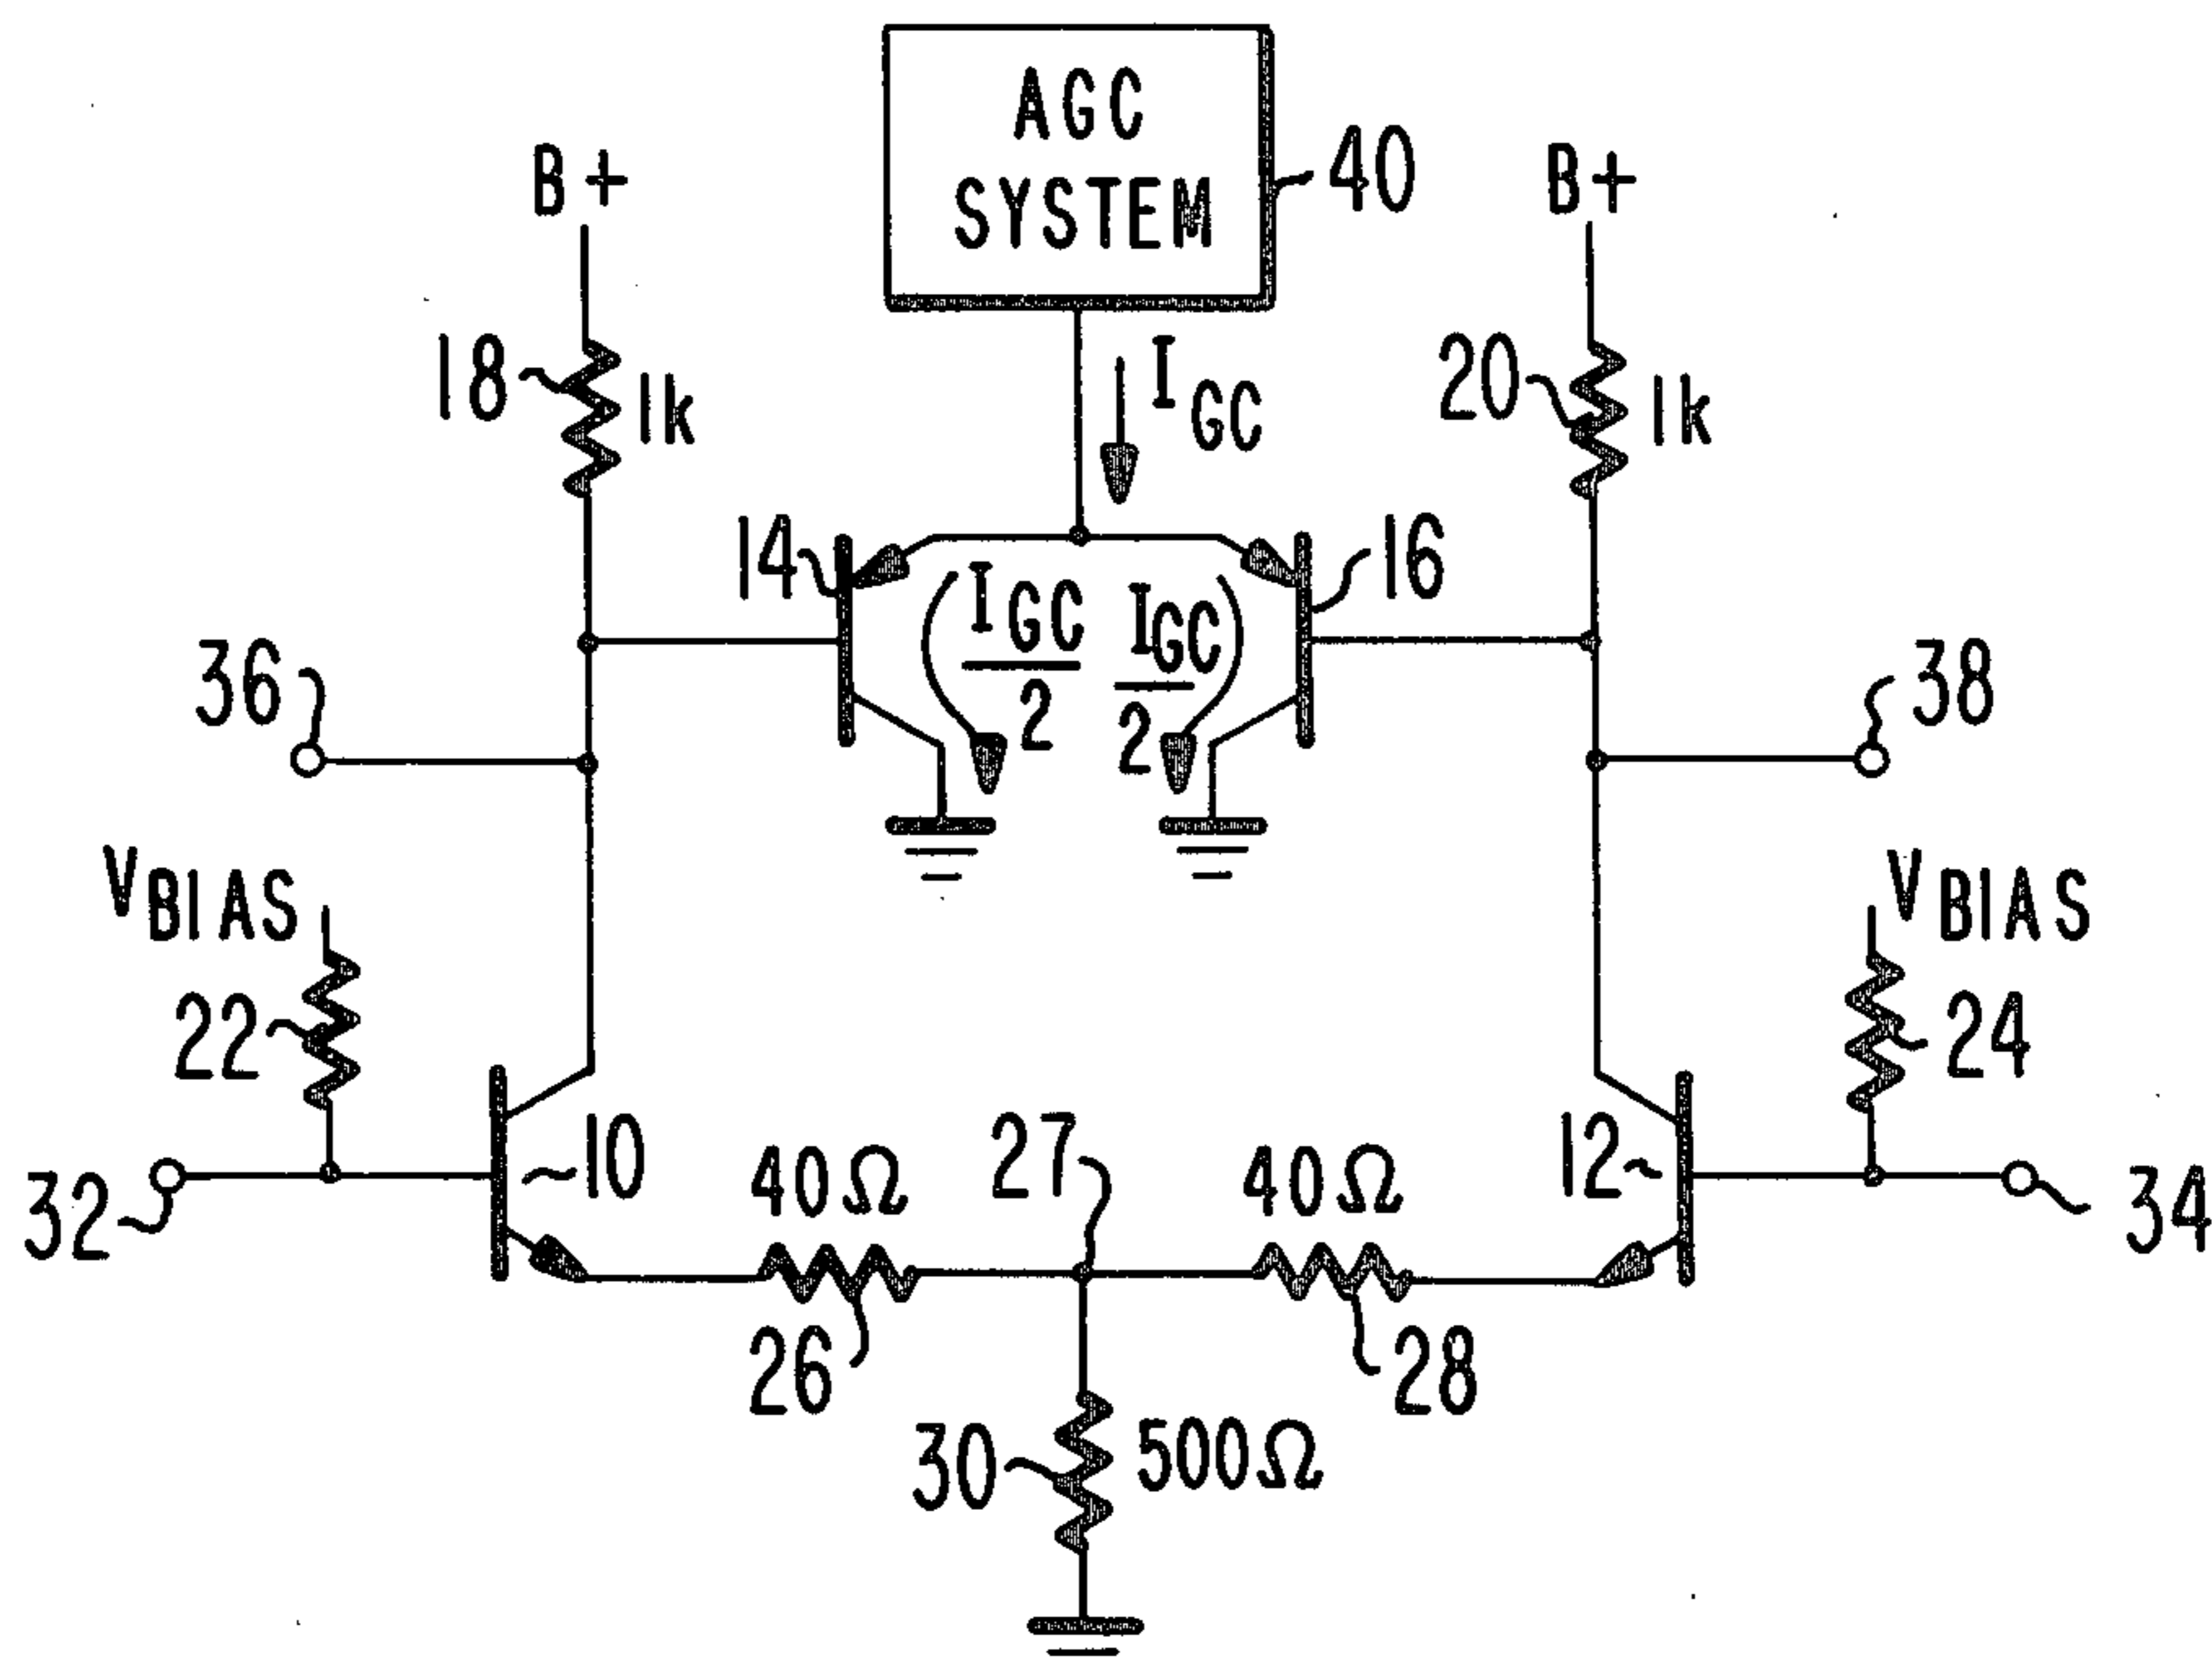 AGC
SYSTEM
40
B+
B+
18
1k
I GC
20
1k
14
I GC
2
I GC
2
16
36
38
V BIAS
V BIAS
22
24
32
10
40Ω
27
40Ω
12
34
26
28
30
500Ω